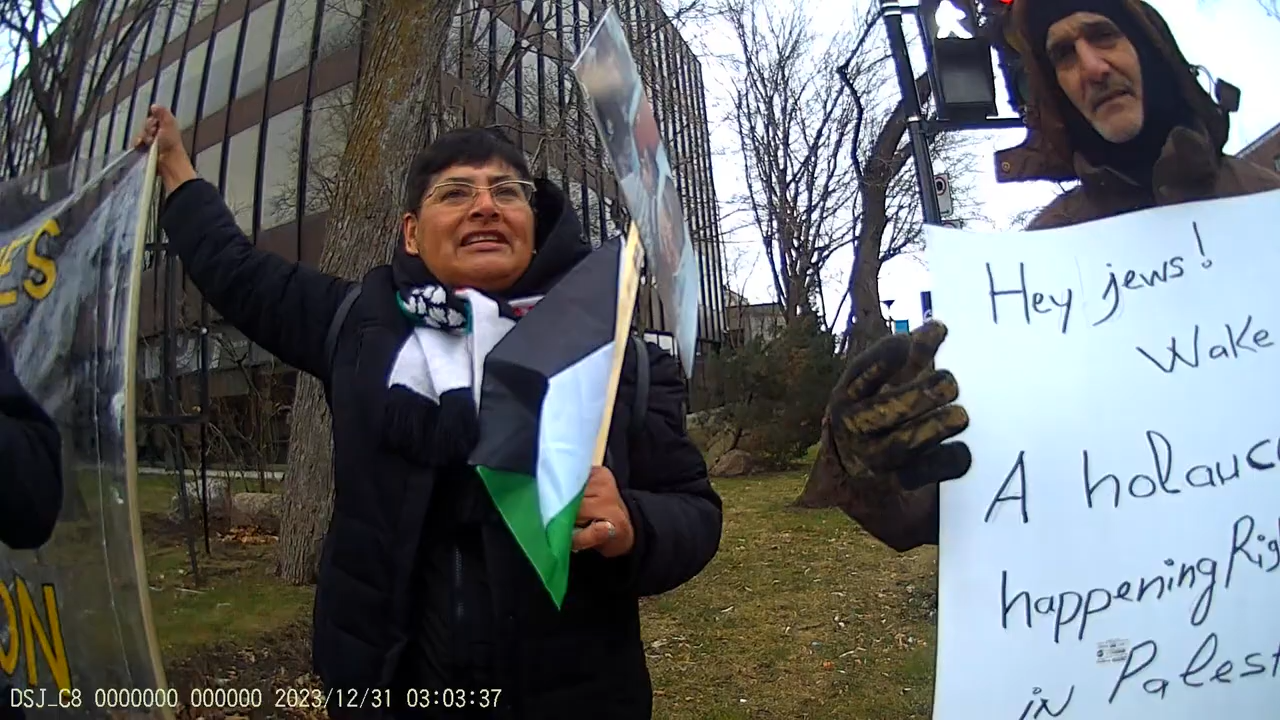 ES
ON
Hey jews!
Wake
A holauc
happening Rig
in Palest
DSJ_C8 0000000 000000 2023/12/31 03:03:37